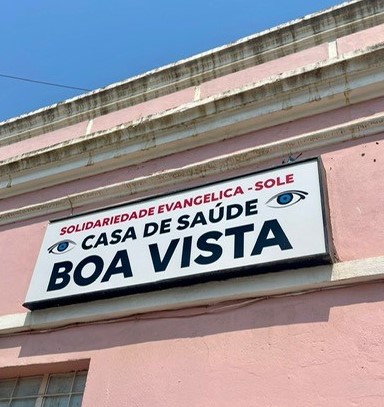 SOLIDARIEDADE EVANGELICA - SOLE
CASA DE SAÚDE
BOA VISTA